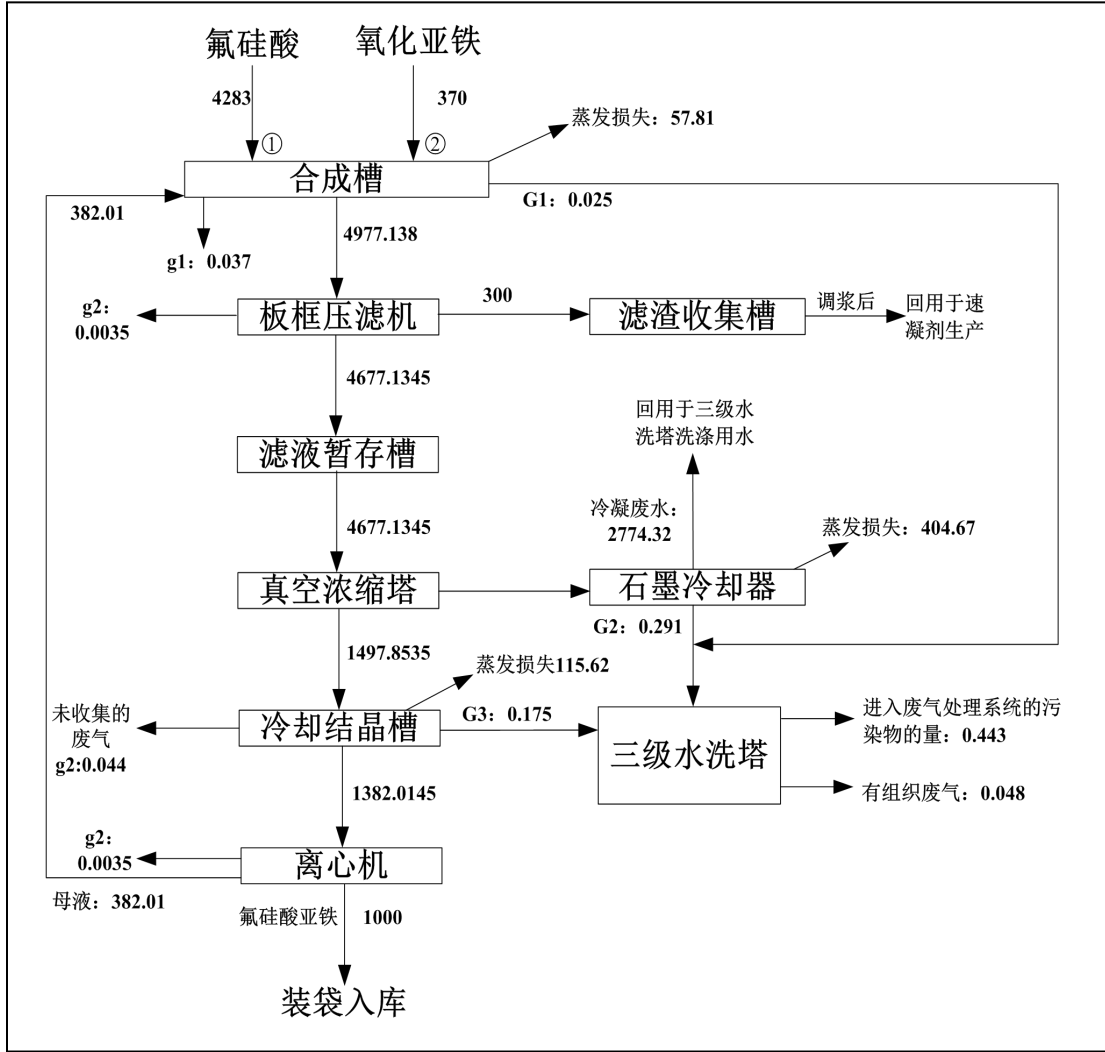 氟硅酸
氧化亚铁
4283
370
蒸发损失：57.81
①
②
合成槽
382.01
G1：0.025
4977.138
g1：0.037
g2：
0.0035
板框压滤机
300
滤渣收集槽
调浆后
回用于速
凝剂生产
4677.1345
回用于三级水
洗塔洗涤用水
滤液暂存槽
4677.1345
冷凝废水：
2774.32
蒸发损失：404.67
真空浓缩塔
石墨冷却器
G2：0.291
1497.8535
蒸发损失115.62
未收集的
废气
g2:0.044
冷却结晶槽
G3：0.175
三级水洗塔
进入废气处理系统的污
染物的量：0.443
有组织废气：0.048
1382.0145
g2：
0.0035
离心机
母液：382.01
氟硅酸亚铁
1000
装袋入库